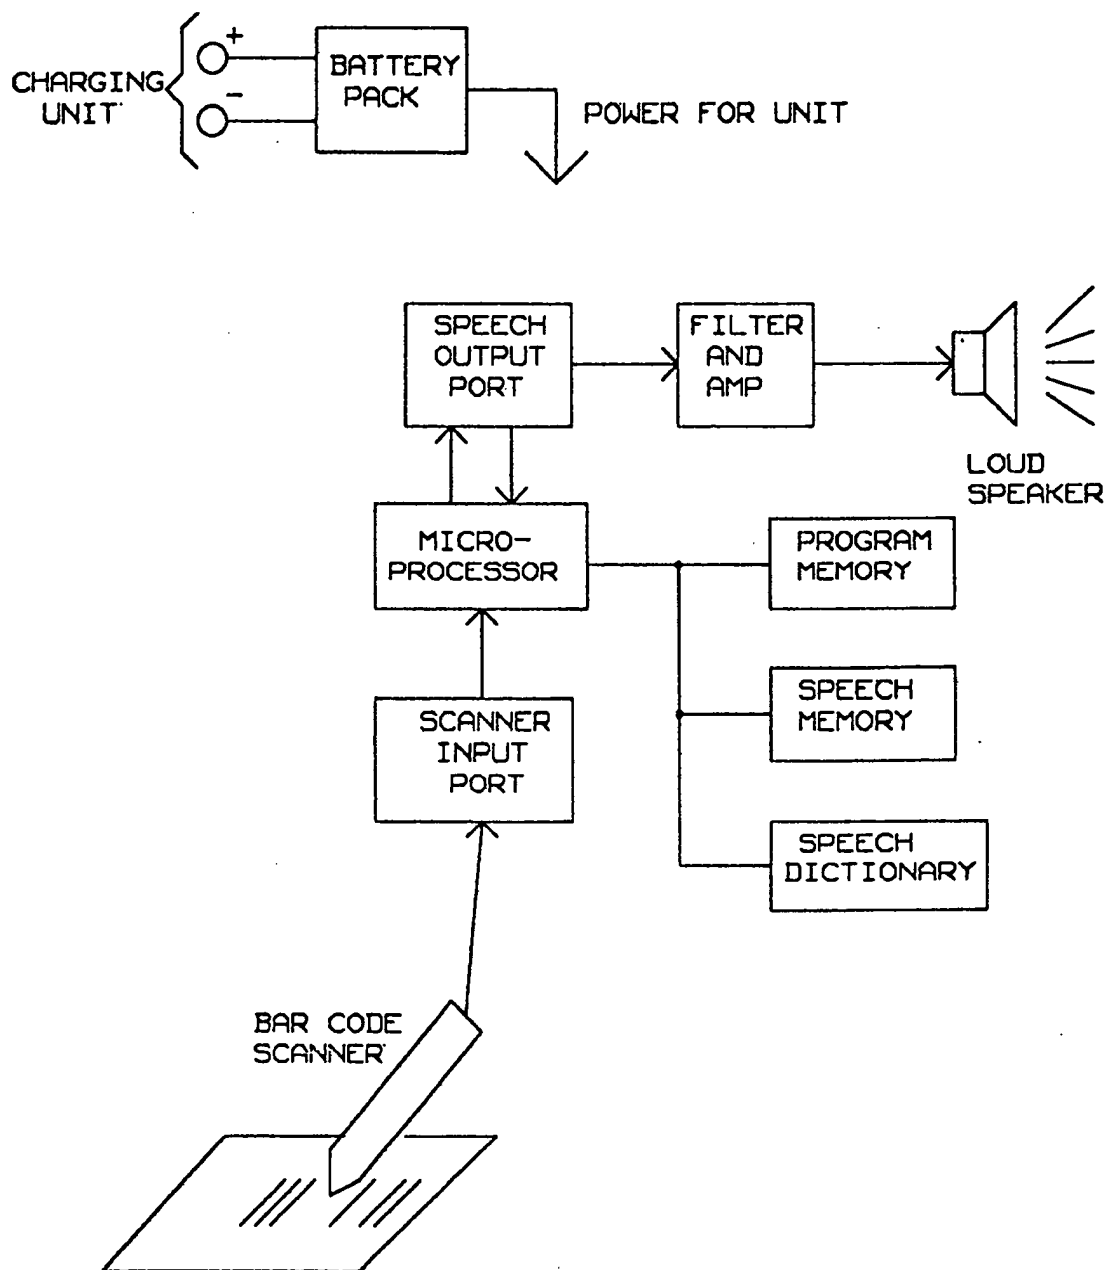 CHARGING
UNIT
+
-
BATTERY
PACK
POWER FOR UNIT
SPEECH
OUTPUT
PORT
FILTER
AND
AMP
LOUD
SPEAKER
MICRO-
PROCESSOR
PROGRAM
MEMORY
SPEECH
MEMORY
SCANNER
INPUT
PORT
SPEECH
DICTIONARY
BAR CODE
SCANNER